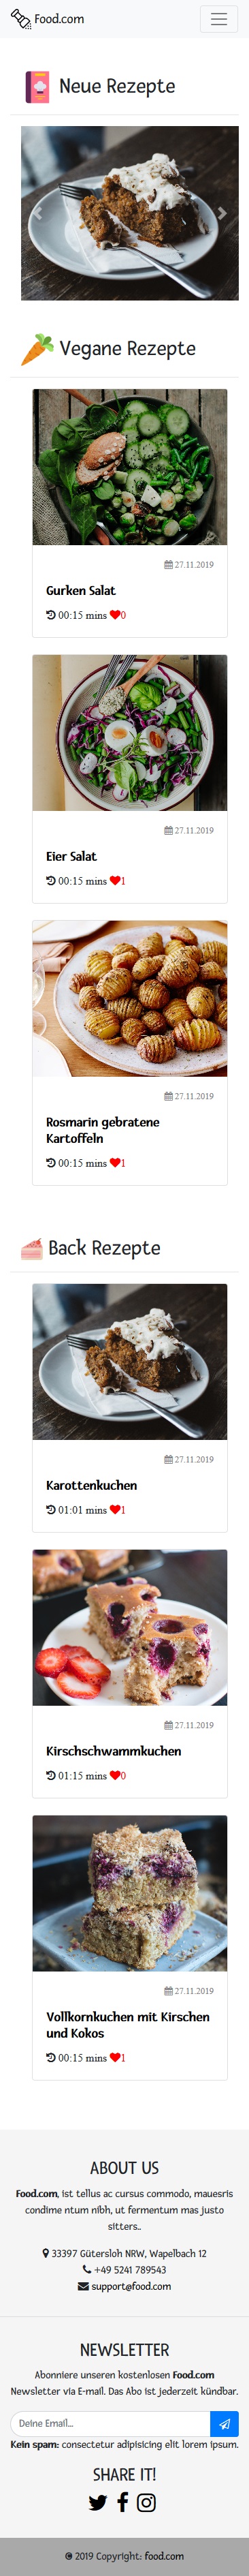 Food.com
Neue Rezepte
Vegane Rezepte
27.11.2019
Gurken Salat
00:15 mins 0
27.11.2019
Eier Salat
00:15 mins 1
27.11.2019
Rosmarin gebratene
Kartoffeln
00:15 mins 1
Back Rezepte
27.11.2019
Karottenkuchen
01:01 mins 1
27.11.2019
Kirschschwammkuchen
01:15 mins 0
27.11.2019
Vollkornkuchen mit Kirschen
und Kokos
00:15 mins 1
ABOUT US
Food.com, ist tellus ac cursus commodo, mauesris
condime ntum nibh, ut fermentum mas justo
sitters..
33397 Gütersloh NRW, Wapelbach 12
+49 5241 789543
support@food.com
NEWSLETTER
Abonniere unseren kostenlosen Food.com
Newsletter via E-mail. Das Abo ist jederzeit kündbar.
Deine Email...
Kein spam: consectetur adipisicing elit lorem ipsum.
SHARE IT!
© 2019 Copyright: food.com